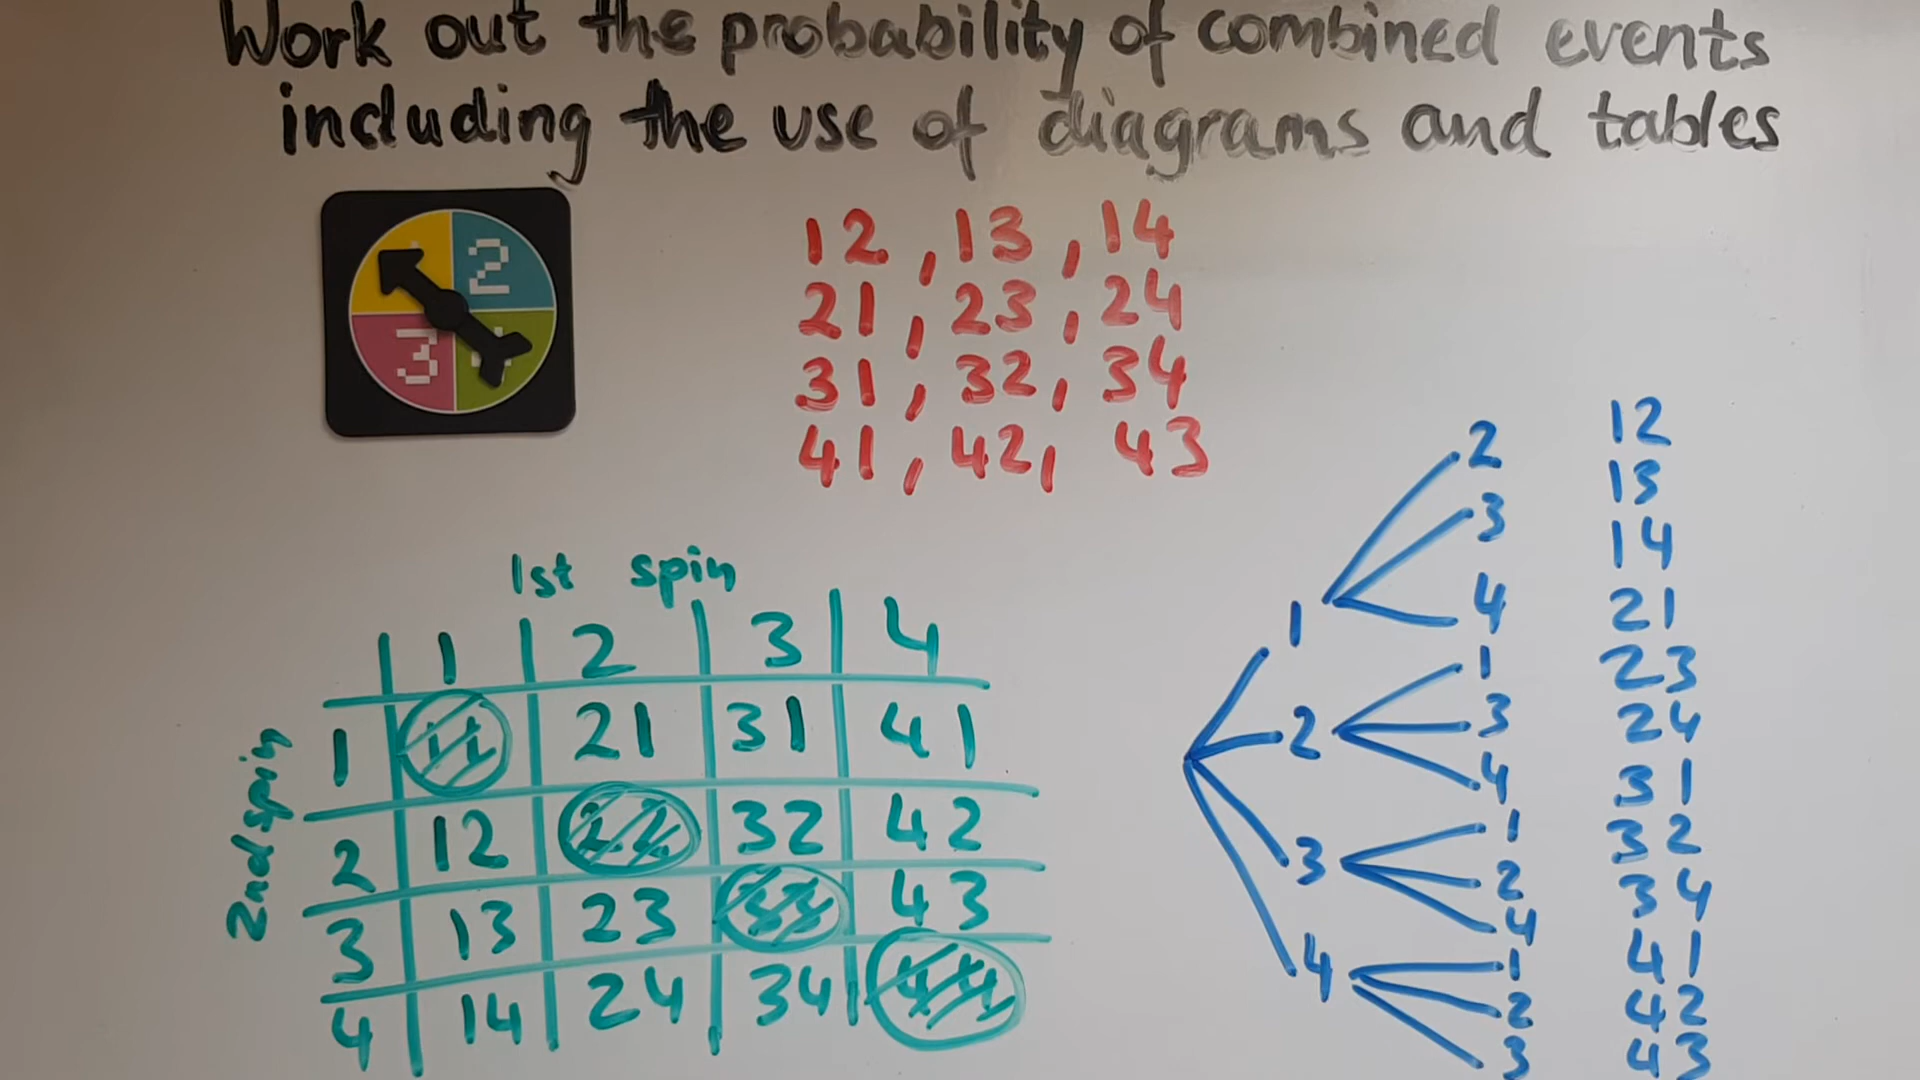 Work out the probability of combined events
including the use of diagrams and tables
2
3
12, 13, 14
21, 23, 24
31, 32, 34
41, 42, 43
1st spin
1 2 3 4
2nd spin
1 11 21 31 41
2 12 22 32 42
3 13 23 33 43
4 14 24 34 44
1
2
3
4
2
3
4
1
3
4
1
2
4
1
2
3
12
13
14
21
23
24
31
32
34
41
42
43